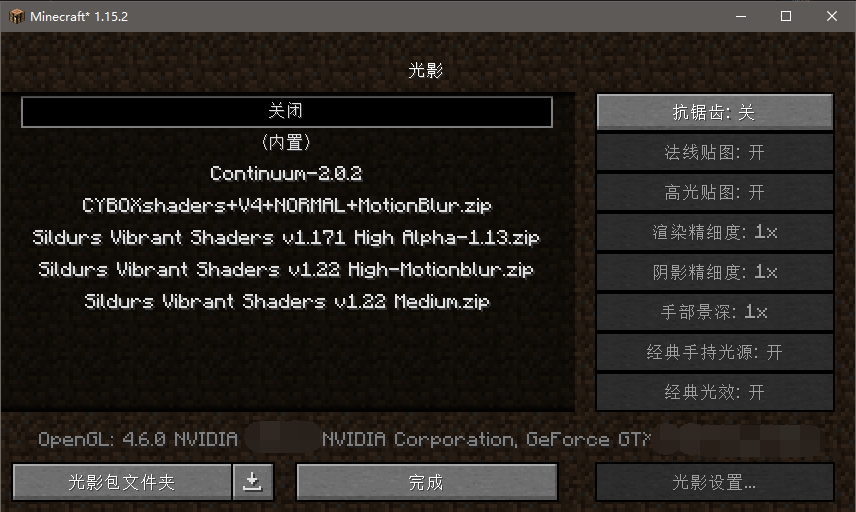 Minecraft* 1.15.2
光影
关闭
(内置)
Continuum-2.0.2
CYBOXshaders+V4+NORMAL+MotionBlur.zip
Sildurs Vibrant Shaders v1.171 High Alpha-1.13.zip
Sildurs Vibrant Shaders v1.22 High-Motionblur.zip
Sildurs Vibrant Shaders v1.22 Medium.zip
抗锯齿: 关
法线贴图: 开
高光贴图: 开
渲染精细度: 1x
阴影精细度: 1x
手部景深: 1x
经典手持光源: 开
经典光效: 开
OpenGL: 4.6.0 NVIDIA NVIDIA Corporation, GeForce GTX
光影包文件夹
完成
光影设置...